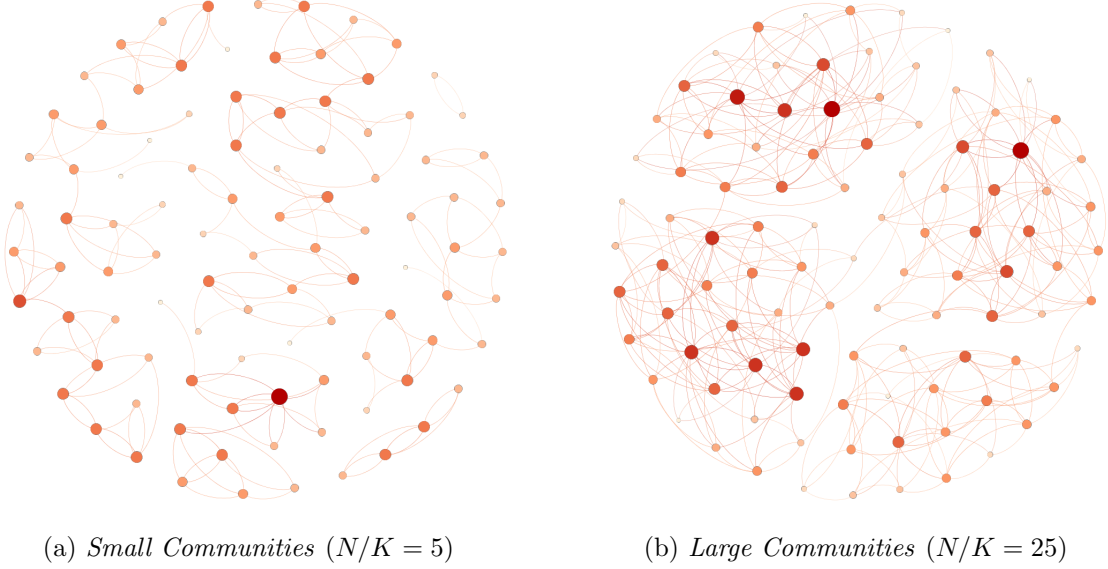 (a) Small Communities (N/K = 5)
(b) Large Communities (N/K = 25)